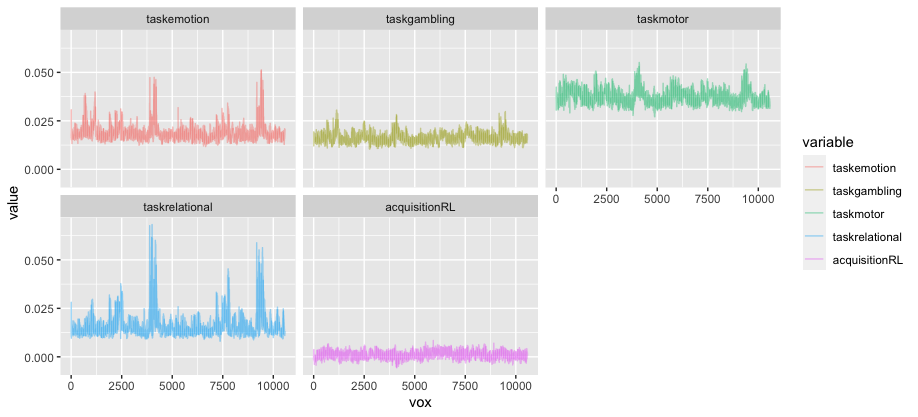 taskemotion
taskgambling
taskmotor
0.050
0.025
0.000
0 2500 5000 7500 10000
variable
taskemotion
taskgambling
taskmotor
taskrelational
acquisitionRL
value
taskrelational
acquisitionRL
0.050
0.025
0.000
0 2500 5000 7500 10000
0 2500 5000 7500 10000
vox